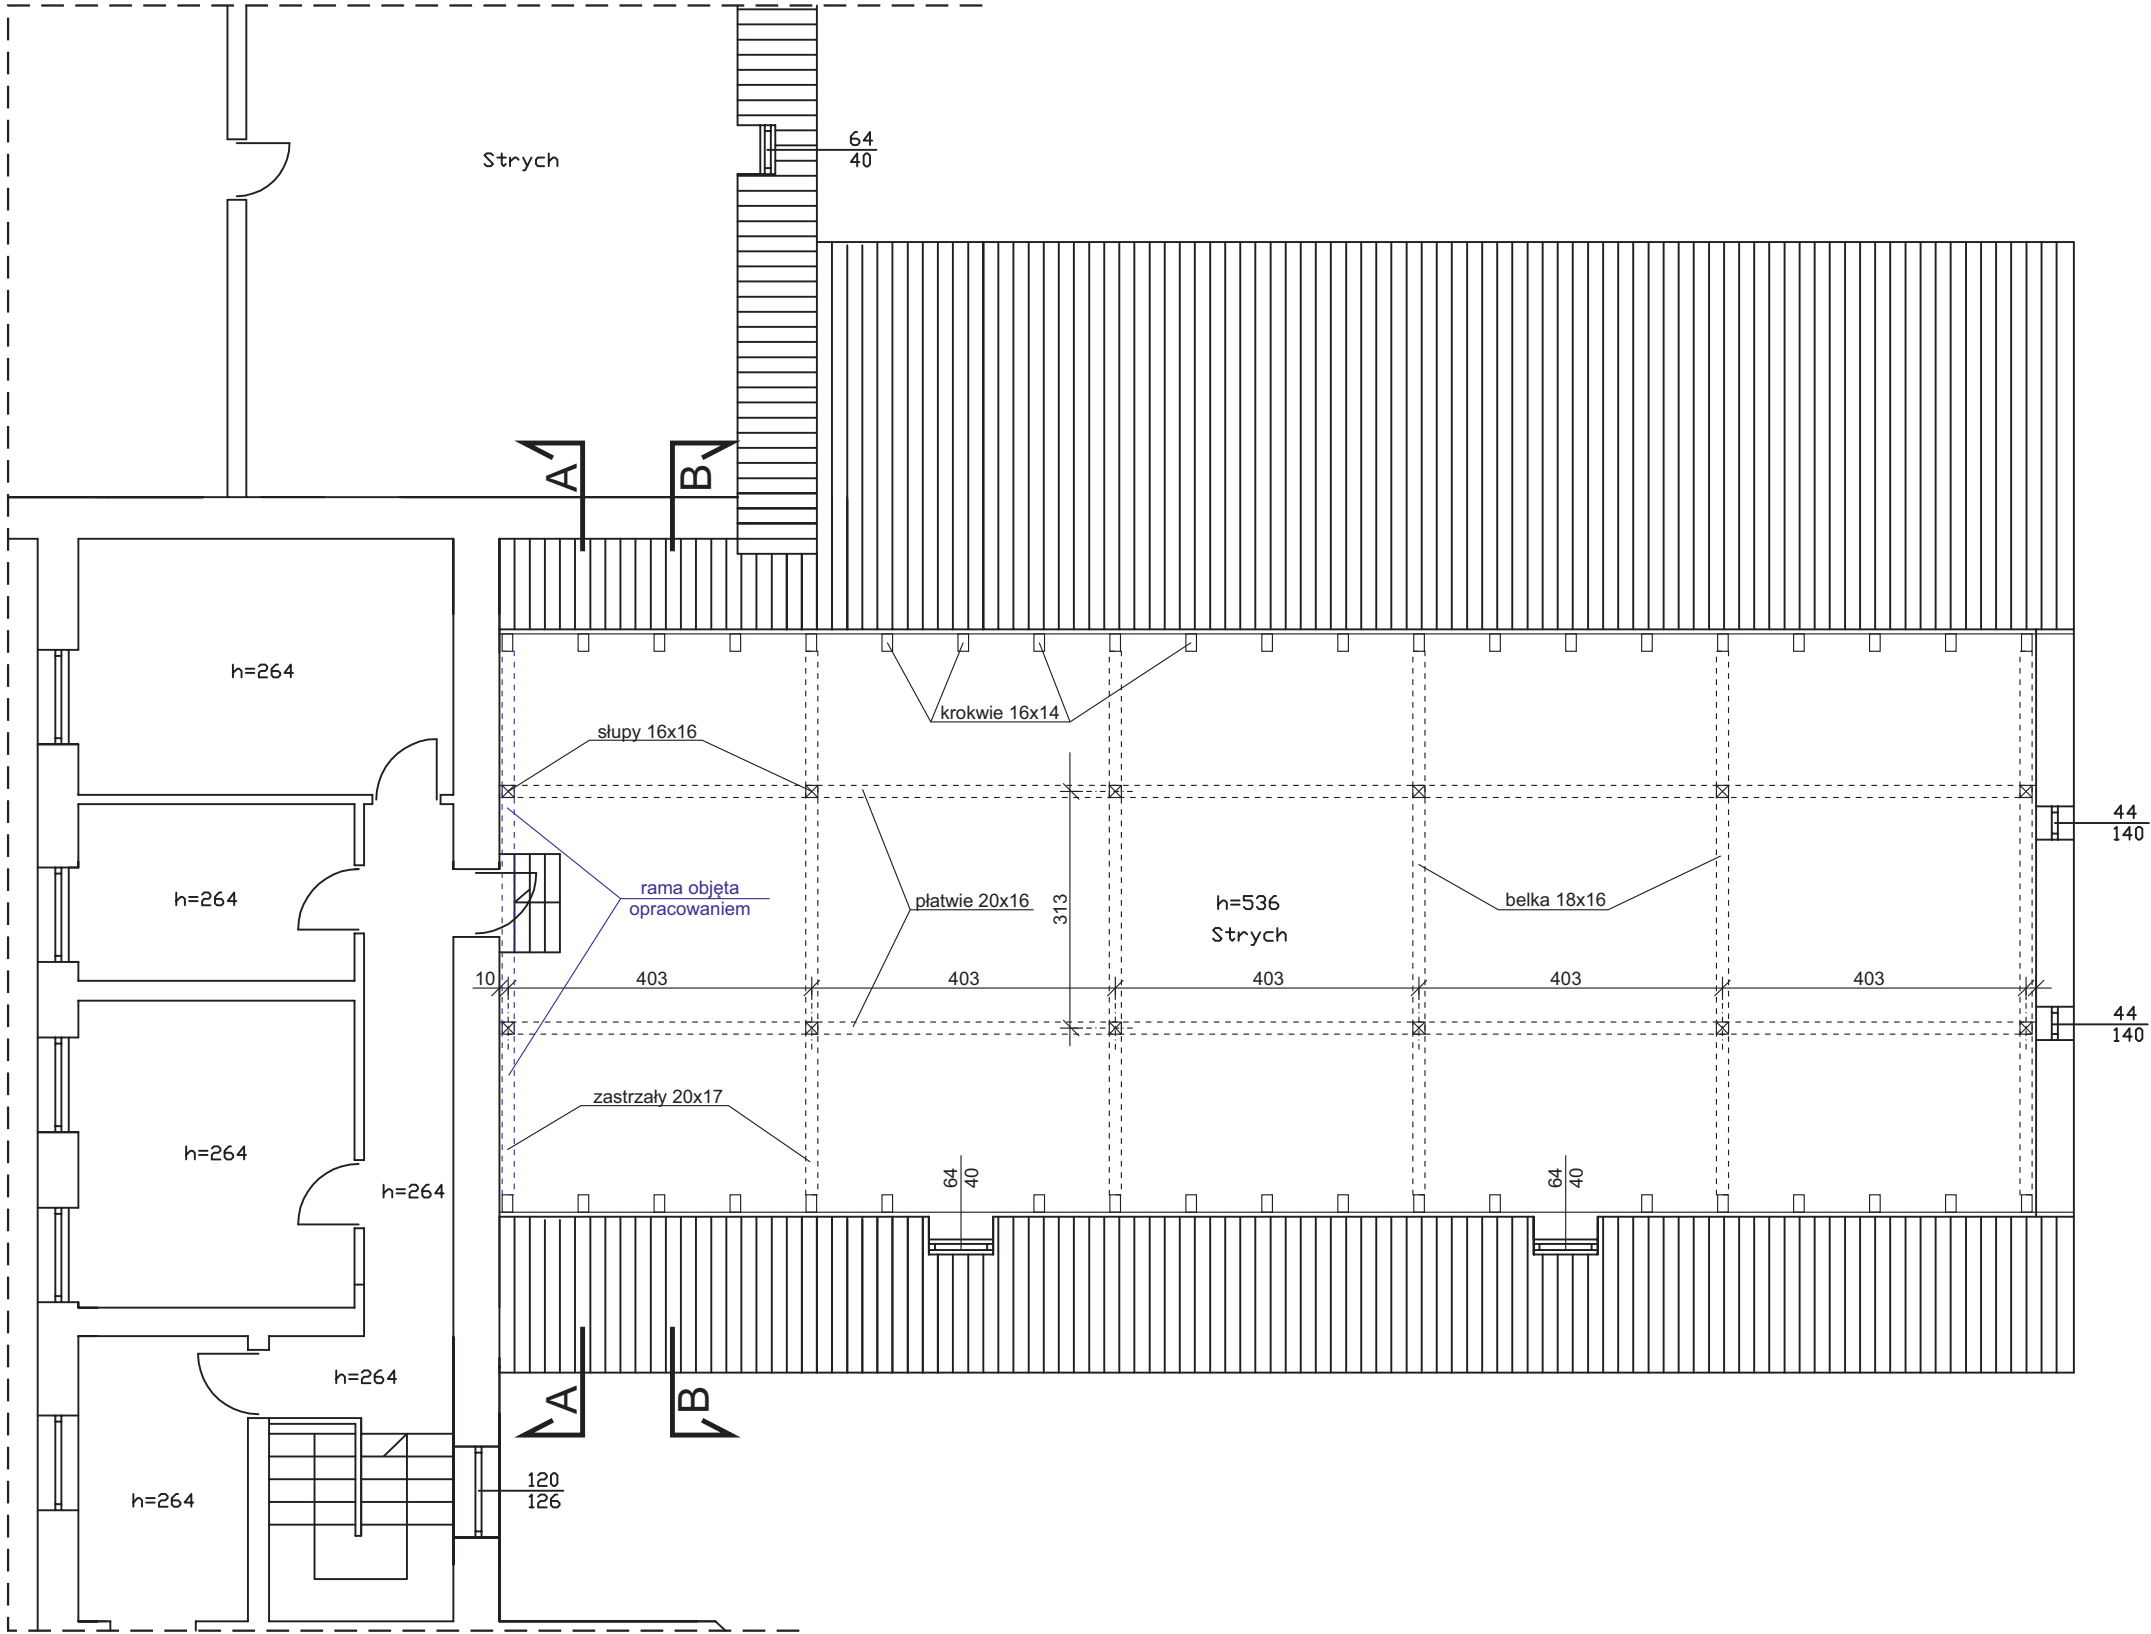 64
40
Strych
A
B
h=264
krokwie 16x14
słupy 16x16
44
140
h=264
rama objęta
opracowaniem
płatwie 20x16
313
h=536
Strych
belka 18x16
10
403
403
403
403
403
44
140
zastrzały 20x17
h=264
h=264
64
40
64
40
h=264
A
B
h=264
120
126